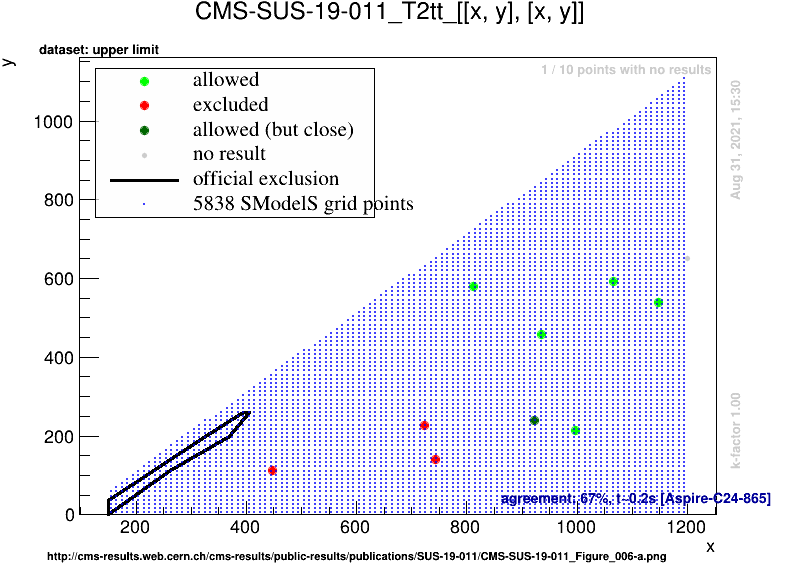 CMS-SUS-19-011_T2tt_[[x, y], [x, y]]
dataset: upper limit
y
1 / 10 points with no results
allowed
excluded
allowed (but close)
no result
official exclusion
5838 SModelS grid points
Aug 31, 2021, 15:30
k-factor 1.00
1000
800
600
400
200
0
agreement: 67%, t~0.2s [Aspire-C24-865]
200 400 600 800 1000 1200
x
http://cms-results.web.cern.ch/cms-results/public-results/publications/SUS-19-011/CMS-SUS-19-011_Figure_006-a.png